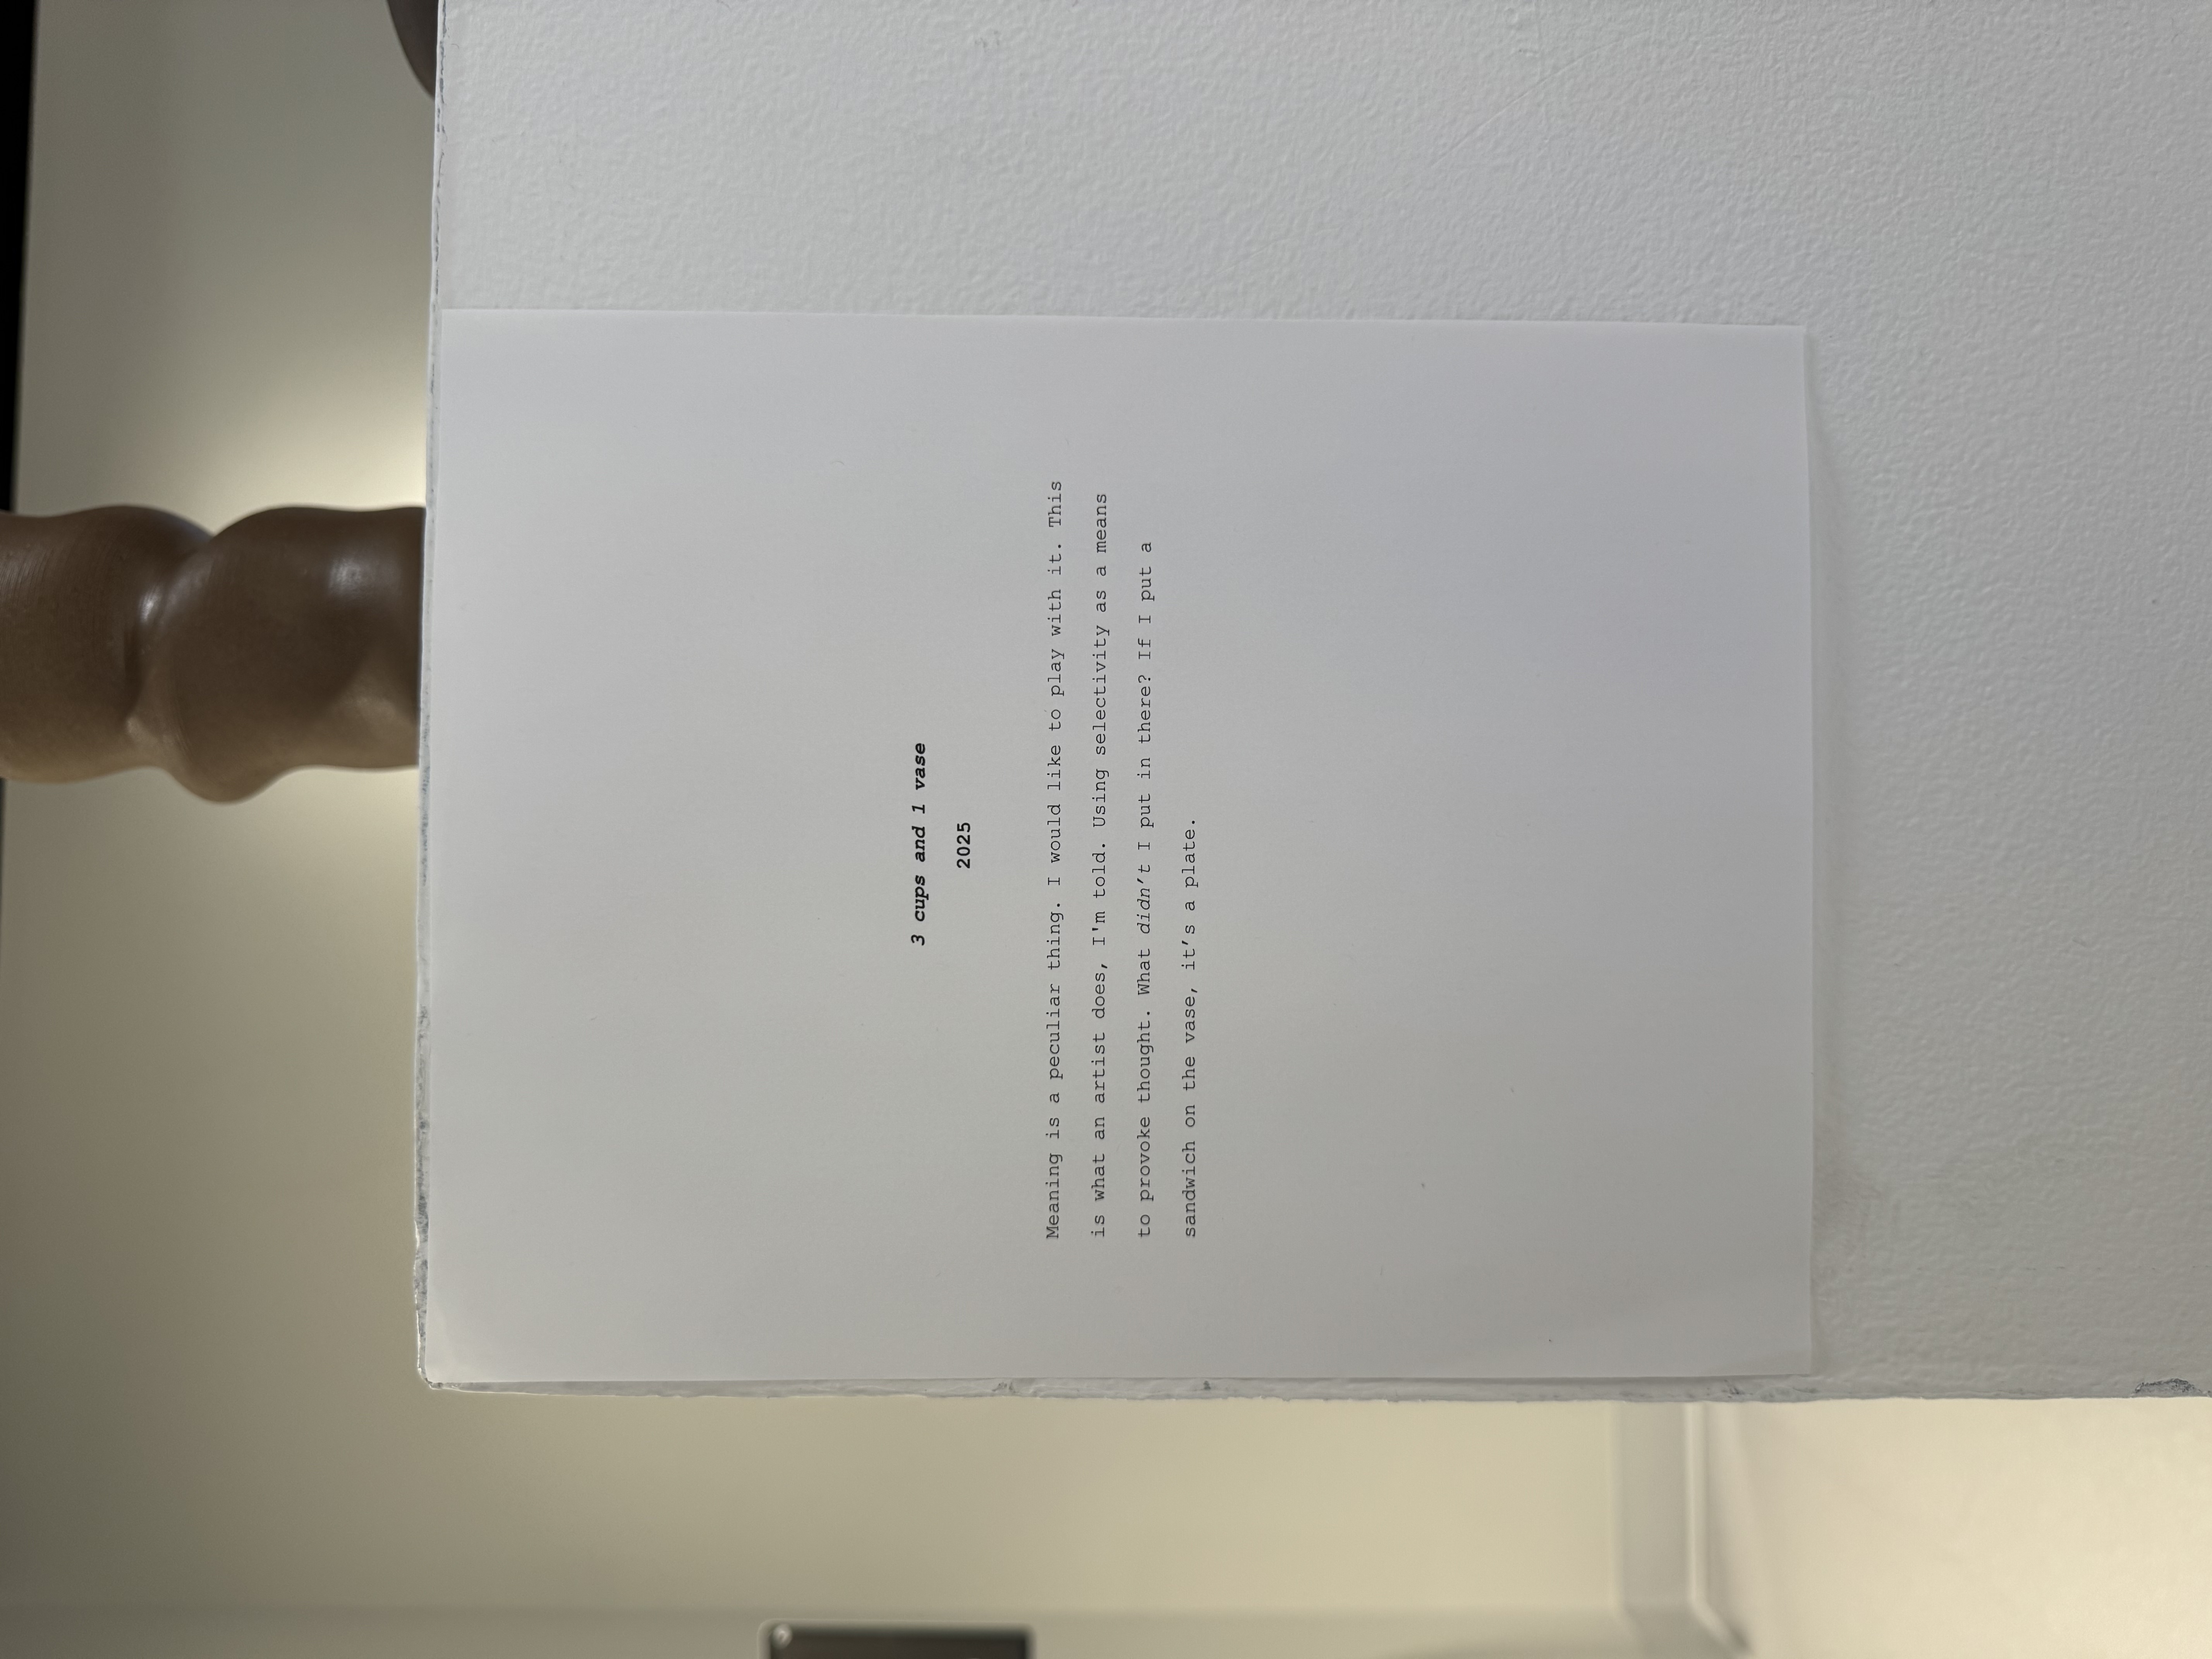 3 cups and 1 vase
2025
Meaning is a peculiar thing. I would like to play with it. This
is what an artist does, I'm told. Using selectivity as a means
to provoke thought. What didn’t I put in there? If I put a
sandwich on the vase, it’s a plate.